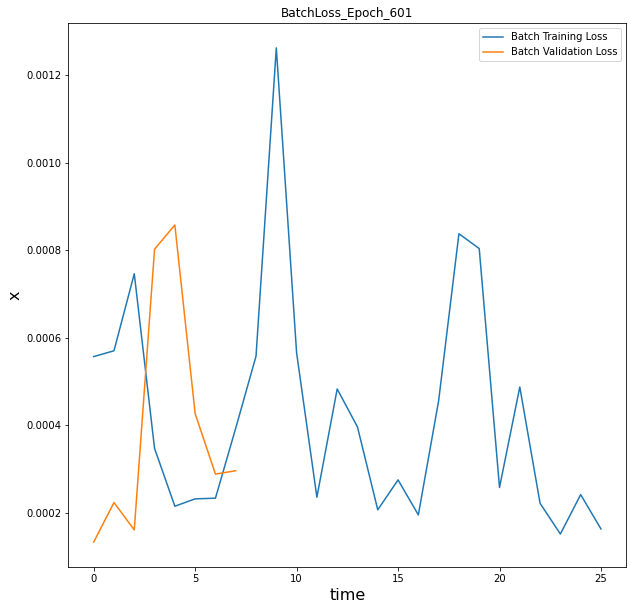 BatchLoss_Epoch_601
Batch Training Loss
Batch Validation Loss
0.0012
0.0010
0.0008
0.0006
0.0004
0.0002
x
0 5 10 15 20 25
time